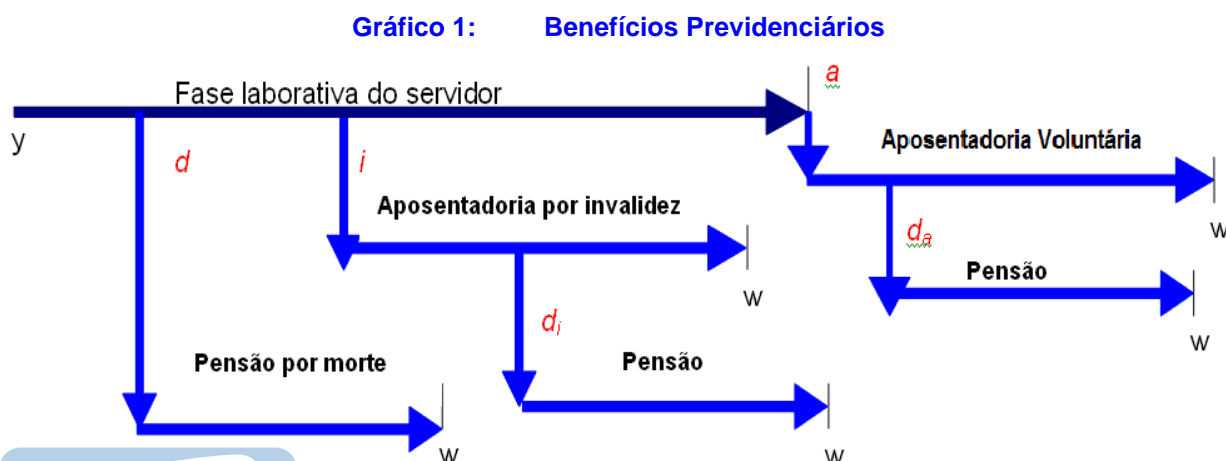 Gráfico 1: Benefícios Previdenciários
Fase laborativa do servidor
a
y
d
i
Aposentadoria Voluntária
Aposentadoria por invalidez
w
da
Pensão
w
w
di
Pensão por morte
Pensão
w
w